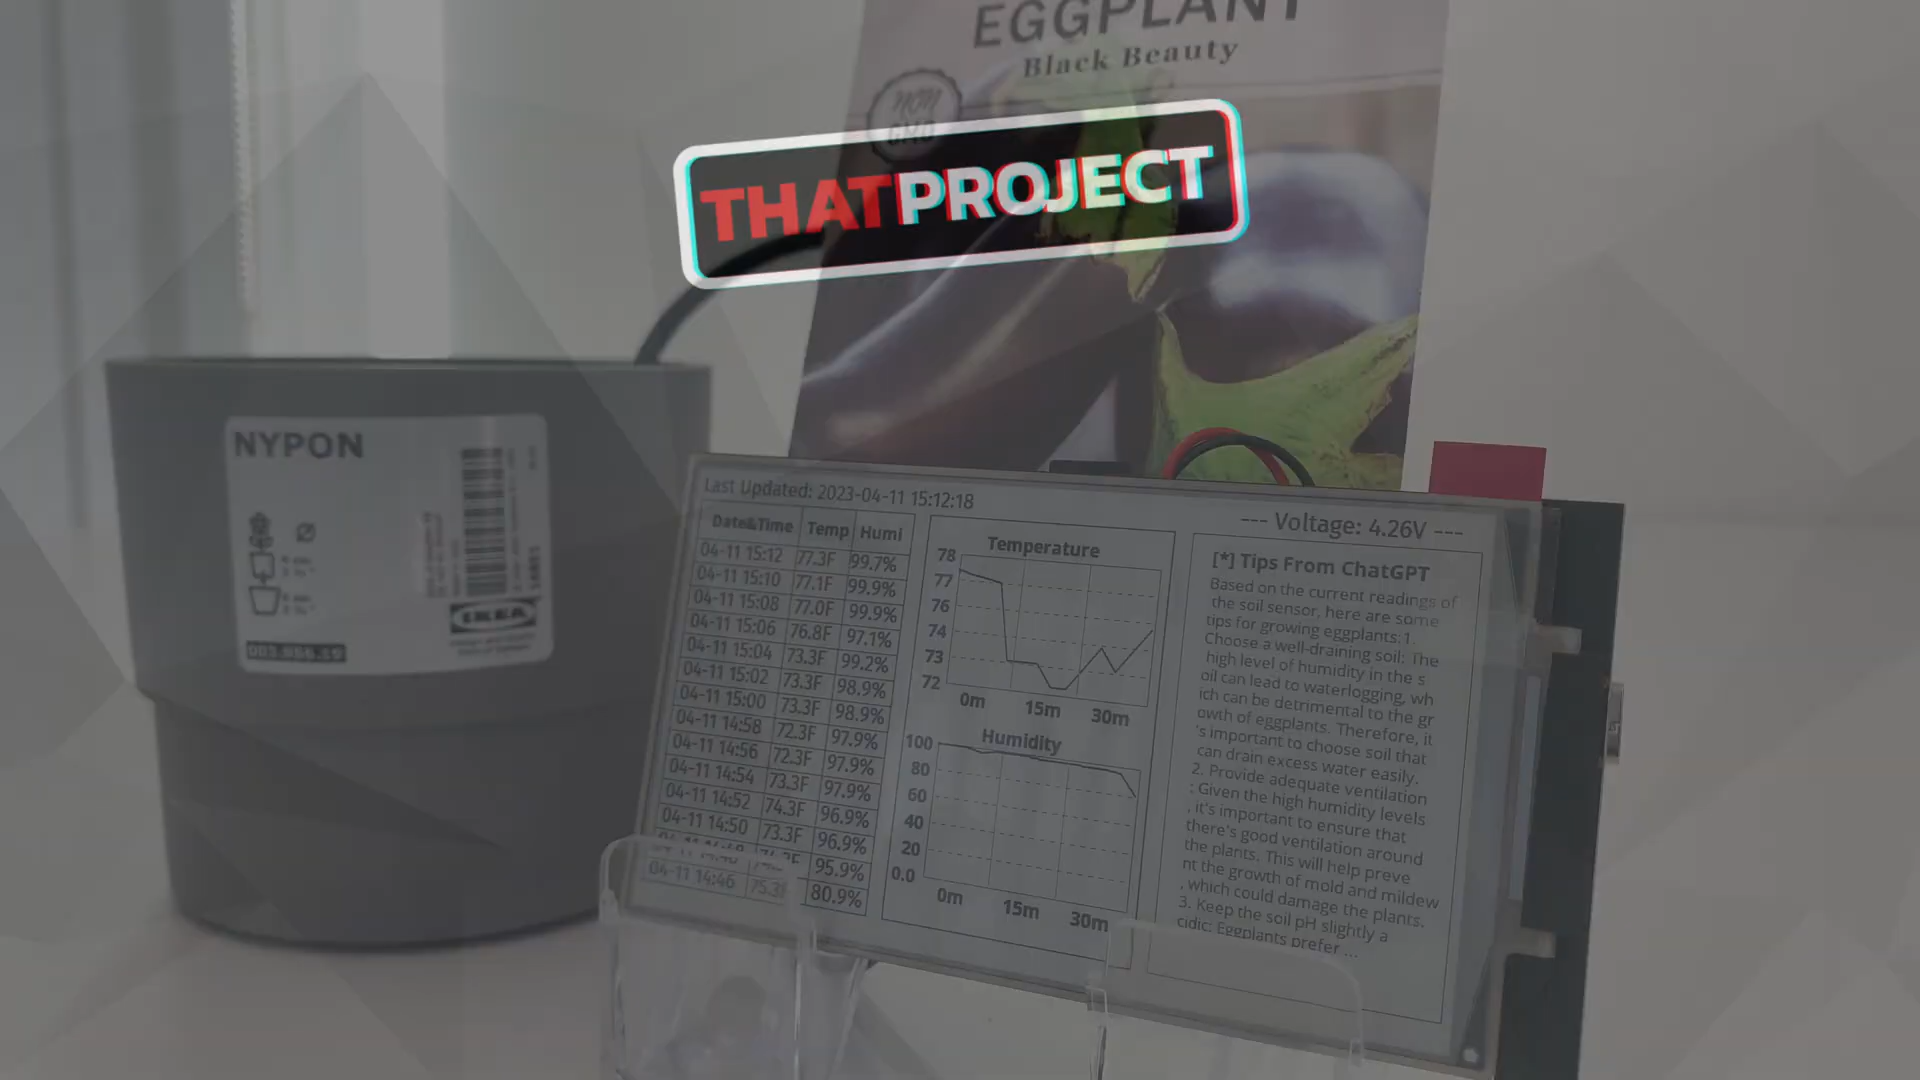 EGGPLANT
Black Beauty
NON
GMO
THATPROJECT
NYPON
IKEA
003.956.19
Last Updated: 2023-04-11 15:12:18
--- Voltage: 4.26V ---
Date&Time Temp Humi
04-11 15:12 77.3F 99.7%
04-11 15:10 77.1F 99.9%
04-11 15:08 77.0F 99.9%
04-11 15:06 76.8F 97.1%
04-11 15:04 73.3F 99.2%
04-11 15:02 73.3F 98.9%
04-11 15:00 73.3F 98.9%
04-11 14:58 72.3F 97.9%
04-11 14:56 72.3F 97.9%
04-11 14:54 73.3F 97.9%
04-11 14:52 74.3F 96.9%
04-11 14:50 73.3F 96.9%
95.9%
04-11 14:46 80.9%
Temperature
78
77
76
74
73
72
0m 15m 30m
Humidity
100
80
60
40
20
0.0
0m 15m 30m
[*] Tips From ChatGPT
Based on the current readings of
the soil sensor, here are some
tips for growing eggplants:1.
Choose a well-draining soil: The
high level of humidity in the s
oil can lead to waterlogging, wh
ich can be detrimental to the gr
owth of eggplants. Therefore, it
's important to choose soil that
can drain excess water easily.
2. Provide adequate ventilation
: Given the high humidity levels
, it's important to ensure that
there's good ventilation around
the plants. This will help preve
nt the growth of mold and mildew
, which could damage the plants.
3. Keep the soil pH slightly a
cidic: Eggplants prefer ...